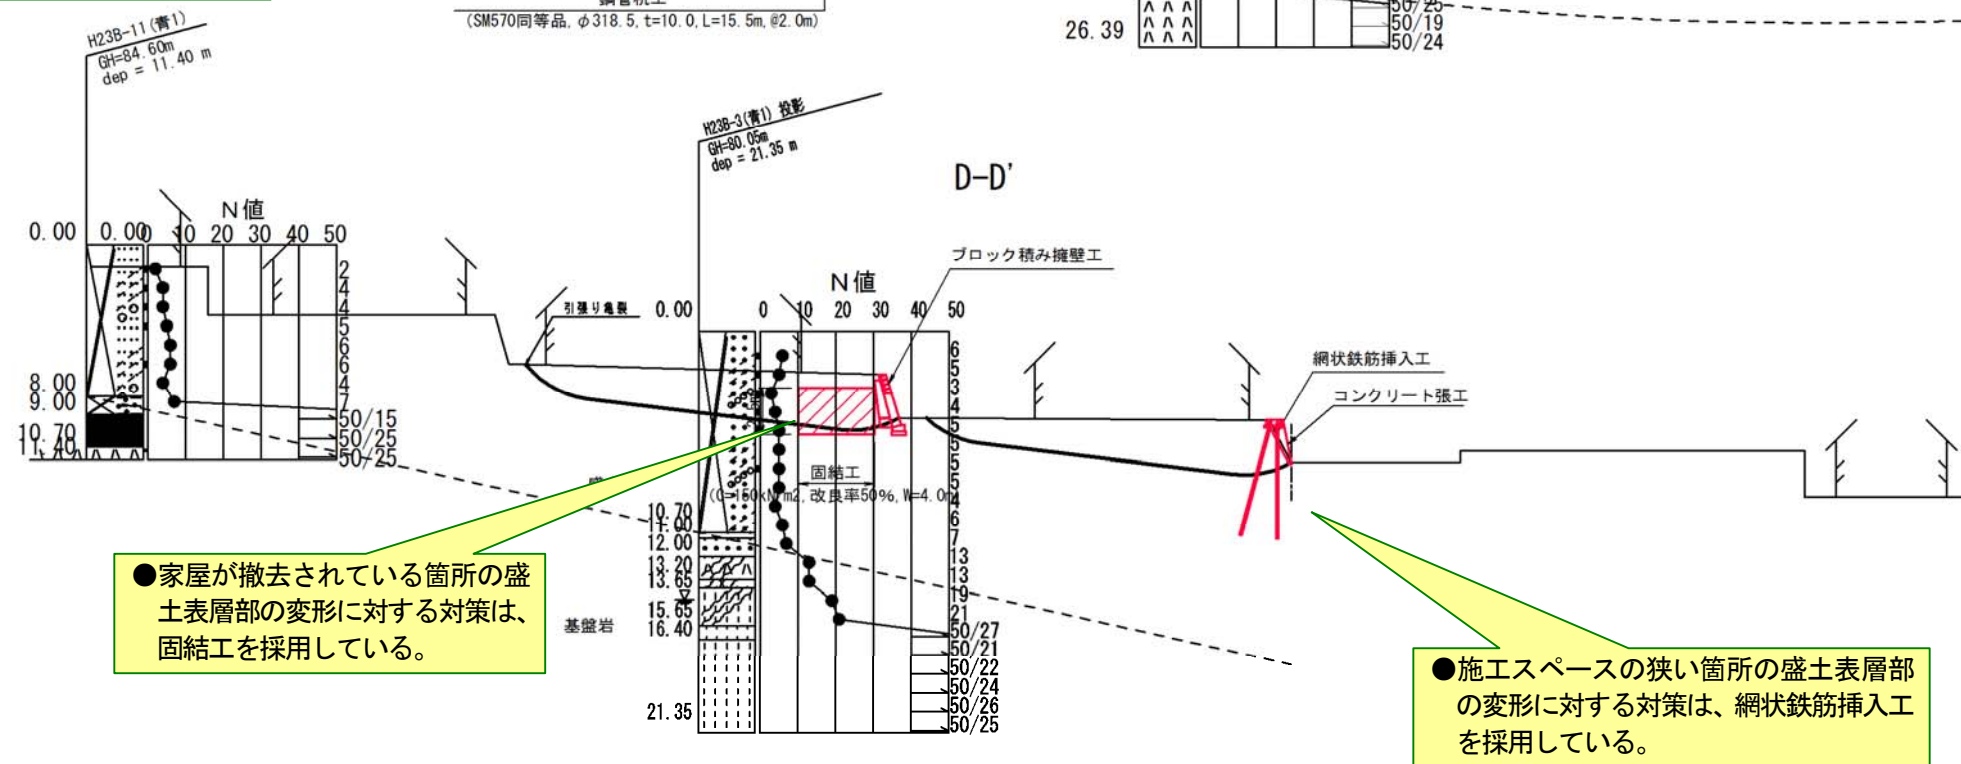 (SM570同等品, φ318.5, t=10.0, L=15.5m, @2.0m)
26.39
50/25
50/19
50/24
H23B-11(青1)
GH=84.60m
dep = 11.40 m
N値
0.00 0.00 0 10 20 30 40 50
2
4
4
5
6
6
4
7
50/15
50/25
50/25
8.00
9.00
10.70
11.40
H23B-3(青1) 投影
GH=80.05m
dep = 21.35 m
D-D'
ブロック積み擁壁工
引張り亀裂
N値
0.00 0 10 20 30 40 50
6
5
3
4
5
5
5
5
4
6
7
13
13
19
21
50/27
50/21
50/22
50/24
50/26
50/25
固結工
(C=150kN/m2, 改良率50%, W=4.0m)
10.70
11.00
12.00
13.20
13.65
15.65
16.40
21.35
基盤岩
網状鉄筋挿入工
コンクリート張工
●家屋が撤去されている箇所の盛
土表層部の変形に対する対策は、
固結工を採用している。
●施工スペースの狭い箇所の盛土表層部
の変形に対する対策は、網状鉄筋挿入工
を採用している。